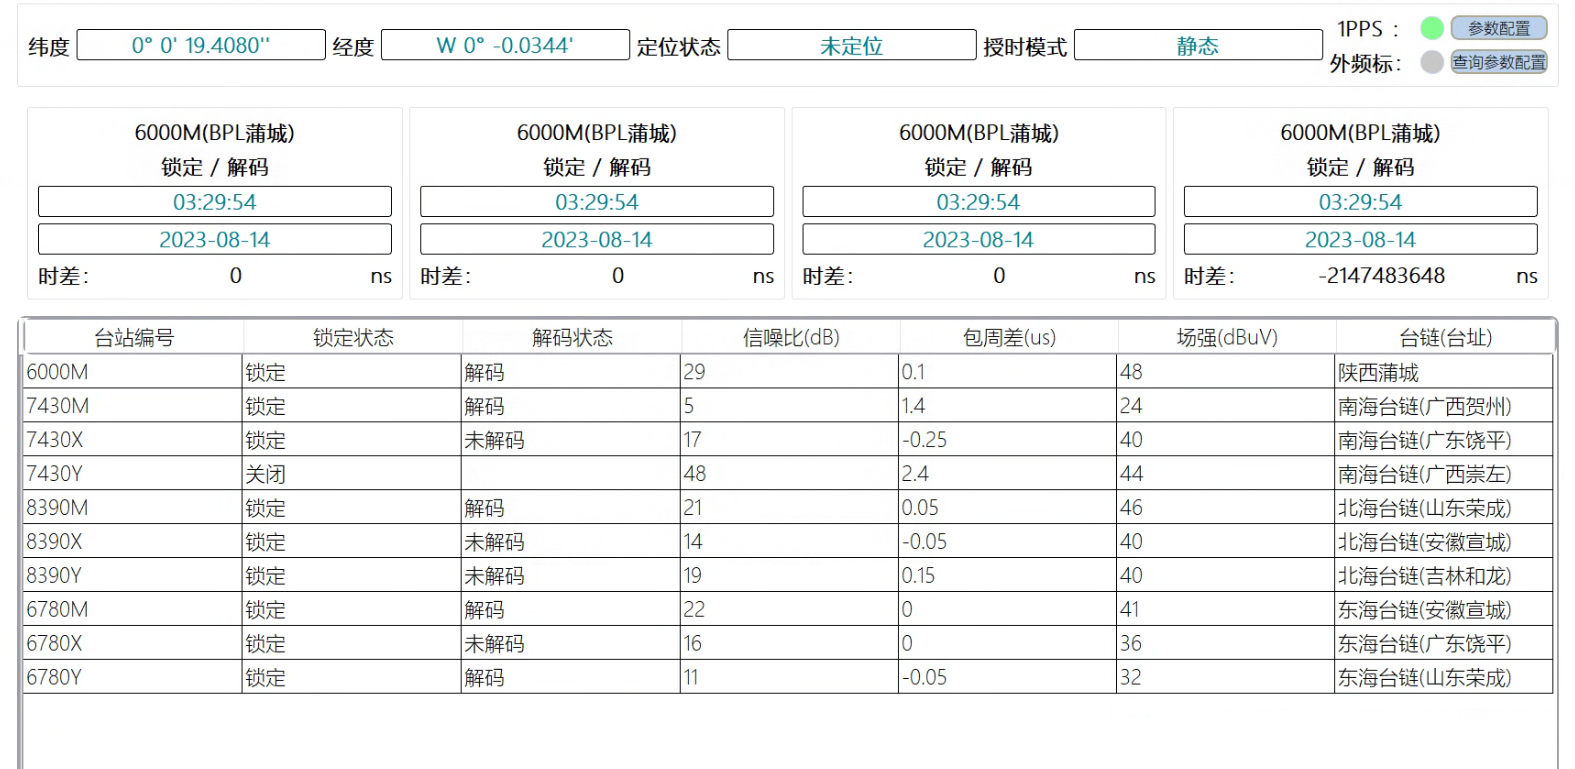 纬度 0° 0' 19.4080'' 经度 W 0° -0.0344' 定位状态 未定位 授时模式 静态 1PPS : 参数配置
外频标: 查询参数配置
6000M(BPL蒲城) 6000M(BPL蒲城) 6000M(BPL蒲城) 6000M(BPL蒲城)
锁定 / 解码 锁定 / 解码 锁定 / 解码 锁定 / 解码
03:29:54 03:29:54 03:29:54 03:29:54
2023-08-14 2023-08-14 2023-08-14 2023-08-14
时差: 0 ns 时差: 0 ns 时差: 0 ns 时差: -2147483648 ns
台站编号 锁定状态 解码状态 信噪比(dB) 包周差(us) 场强(dBuV) 台链(台址)
6000M 锁定 解码 29 0.1 48 陕西蒲城
7430M 锁定 解码 5 1.4 24 南海台链(广西贺州)
7430X 锁定 未解码 17 -0.25 40 南海台链(广东饶平)
7430Y 关闭 48 2.4 44 南海台链(广西崇左)
8390M 锁定 解码 21 0.05 46 北海台链(山东荣成)
8390X 锁定 未解码 14 -0.05 40 北海台链(安徽宣城)
8390Y 锁定 未解码 19 0.15 40 北海台链(吉林和龙)
6780M 锁定 解码 22 0 41 东海台链(安徽宣城)
6780X 锁定 未解码 16 0 36 东海台链(广东饶平)
6780Y 锁定 解码 11 -0.05 32 东海台链(山东荣成)